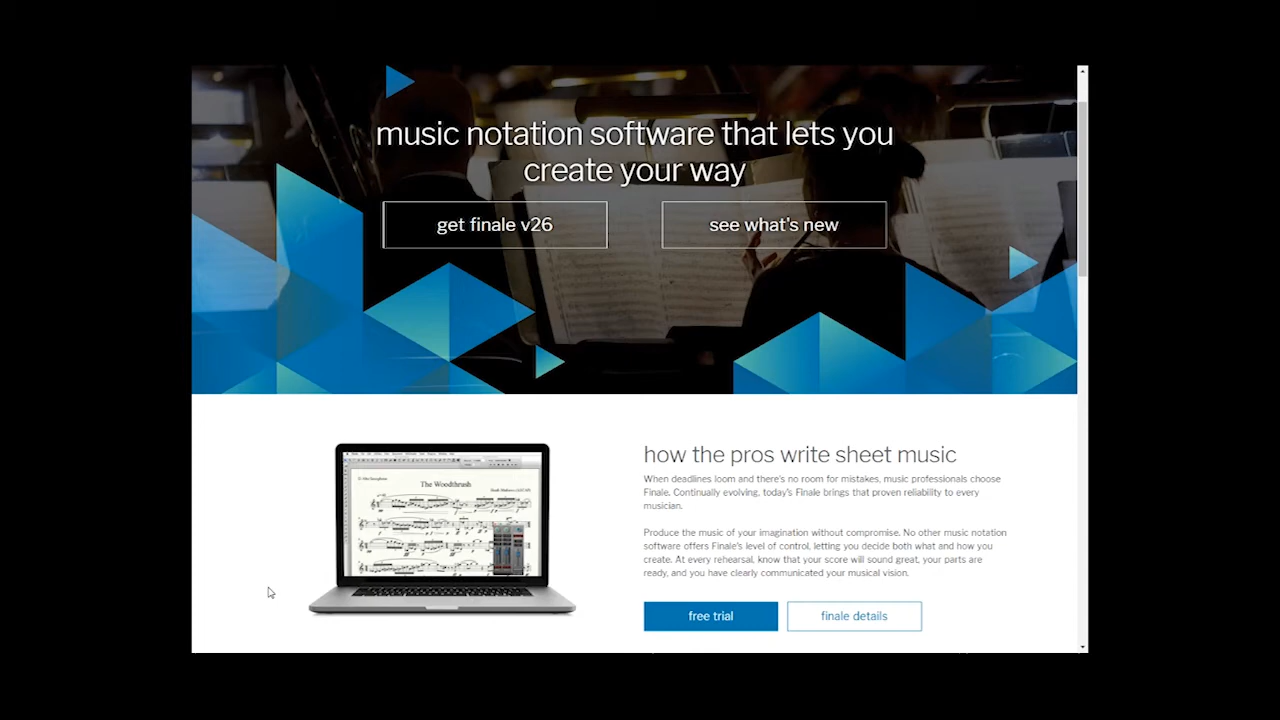 music notation software that lets you
create your way
get finale v26
see what's new
The Woodthrush
how the pros write sheet music
When deadlines loom and there's no room for mistakes, music professionals choose
Finale. Continually evolving, today's Finale brings that proven reliability to every
musician.
Produce the music of your imagination without compromise. No other music notation
software offers Finale's level of control, letting you decide both what and how you
create. At every rehearsal, know that your score will sound great, your parts are
ready, and you have clearly communicated your musical vision.
free trial
finale details